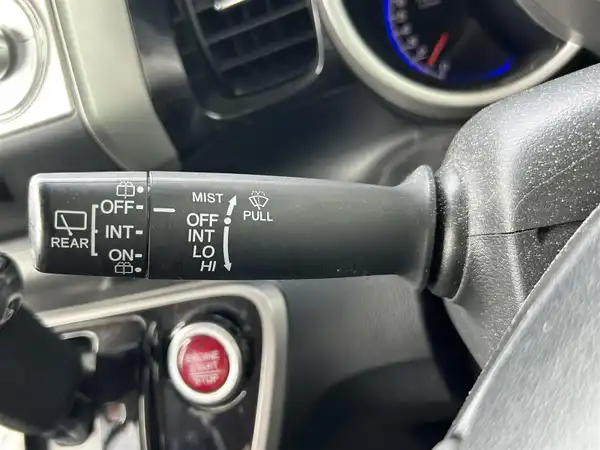 OFF
INT
ON
REAR
MIST
OFF
INT
LO
HI
PULL
ENGINE
START
STOP